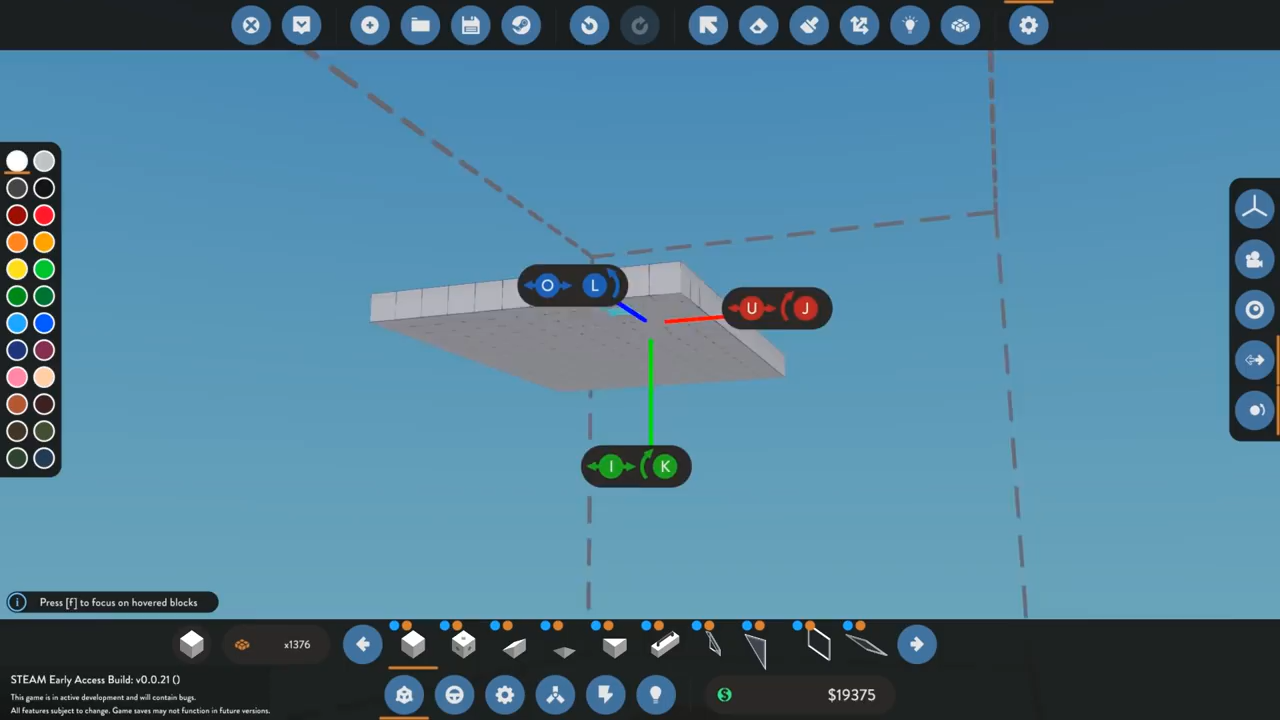 O L
U J
I K
Press [f] to focus on hovered blocks
x1376
STEAM Early Access Build: v0.0.21 ()
This game is in active development and will contain bugs.
All features subject to change. Game saves may not function in future versions.
$ $19375